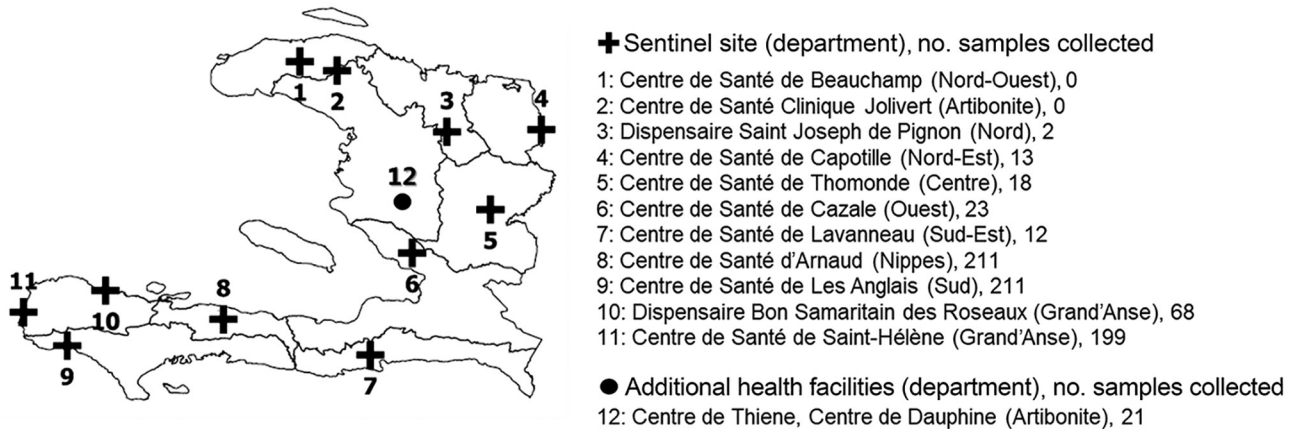 Sentinel site (department), no. samples collected
1: Centre de Santé de Beauchamp (Nord-Ouest), 0
2: Centre de Santé Clinique Jolivert (Artibonite), 0
3: Dispensaire Saint Joseph de Pignon (Nord), 2
4: Centre de Santé de Capotille (Nord-Est), 13
5: Centre de Santé de Thomonde (Centre), 18
6: Centre de Santé de Cazale (Ouest), 23
7: Centre de Santé de Lavanneau (Sud-Est), 12
8: Centre de Santé d'Arnaud (Nippes), 211
9: Centre de Santé de Les Anglais (Sud), 211
10: Dispensaire Bon Samaritain des Roseaux (Grand'Anse), 68
11: Centre de Santé de Saint-Hélène (Grand'Anse), 199
Additional health facilities (department), no. samples collected
12: Centre de Thiene, Centre de Dauphine (Artibonite), 21
1
2
3
4
12
5
6
11
8
10
9
7